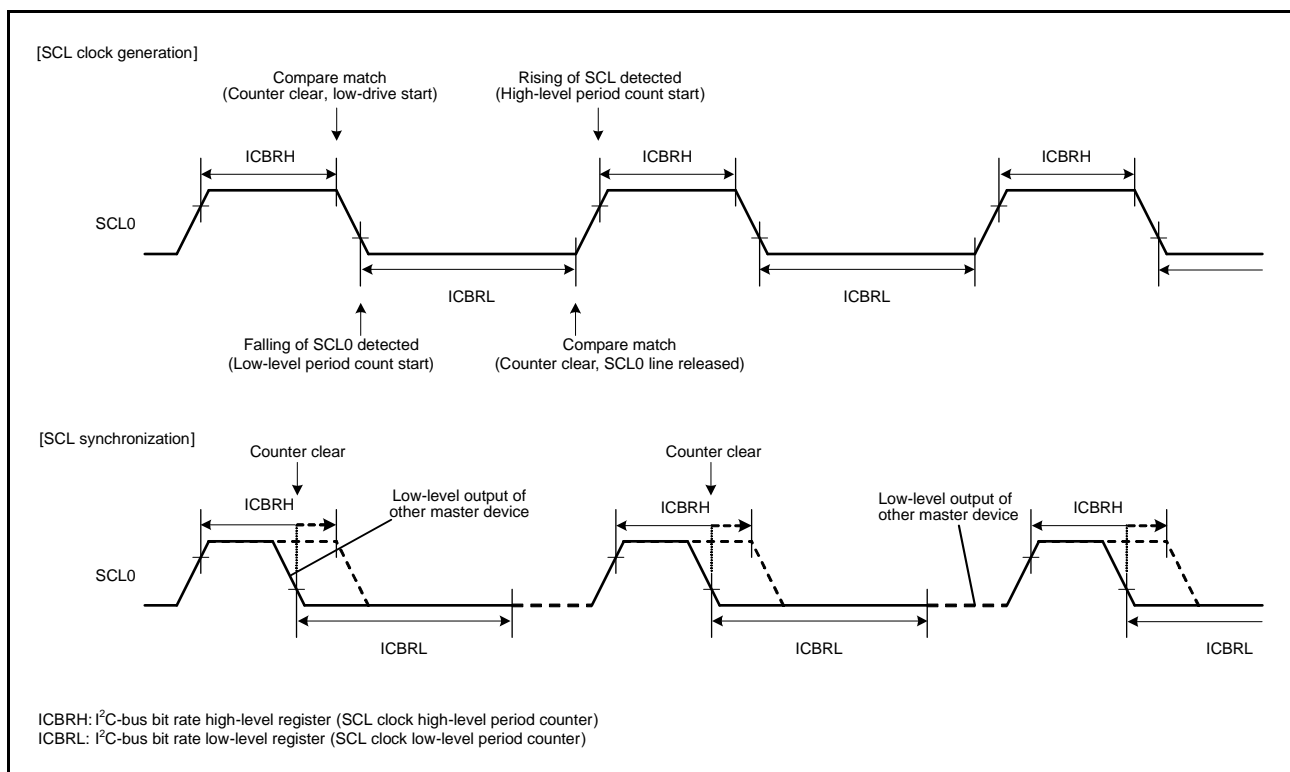 [SCL clock generation]
Compare match
(Counter clear, low-drive start)
Rising of SCL detected
(High-level period count start)
ICBRH
ICBRH
ICBRH
SCL0
ICBRL
ICBRL
Falling of SCL0 detected
(Low-level period count start)
Compare match
(Counter clear, SCL0 line released)
[SCL synchronization]
Counter clear
Counter clear
ICBRH
Low-level output of
other master device
ICBRH
Low-level output of
other master device
ICBRH
SCL0
ICBRL
ICBRL
ICBRL
ICBRH: I²C-bus bit rate high-level register (SCL clock high-level period counter)
ICBRL: I²C-bus bit rate low-level register (SCL clock low-level period counter)